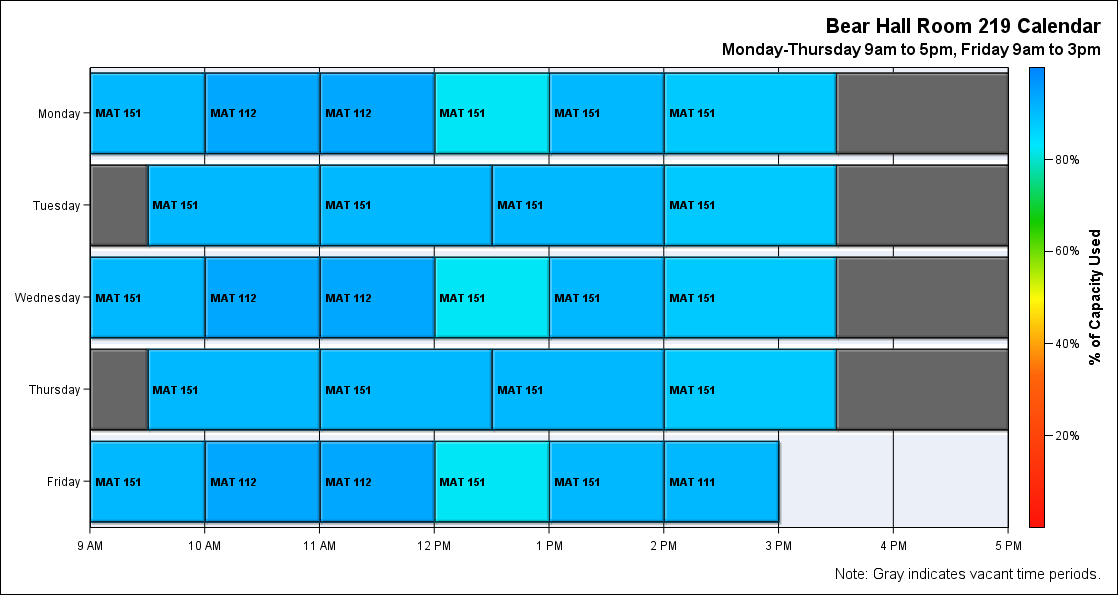 Bear Hall Room 219 Calendar
Monday-Thursday 9am to 5pm, Friday 9am to 3pm
Monday MAT 151 MAT 112 MAT 112 MAT 151 MAT 151 MAT 151
Tuesday MAT 151 MAT 151 MAT 151 MAT 151
Wednesday MAT 151 MAT 112 MAT 112 MAT 151 MAT 151 MAT 151
Thursday MAT 151 MAT 151 MAT 151 MAT 151
Friday MAT 151 MAT 112 MAT 112 MAT 151 MAT 151 MAT 111
9 AM 10 AM 11 AM 12 PM 1 PM 2 PM 3 PM 4 PM 5 PM
80%
60%
40%
20%
% of Capacity Used
Note: Gray indicates vacant time periods.